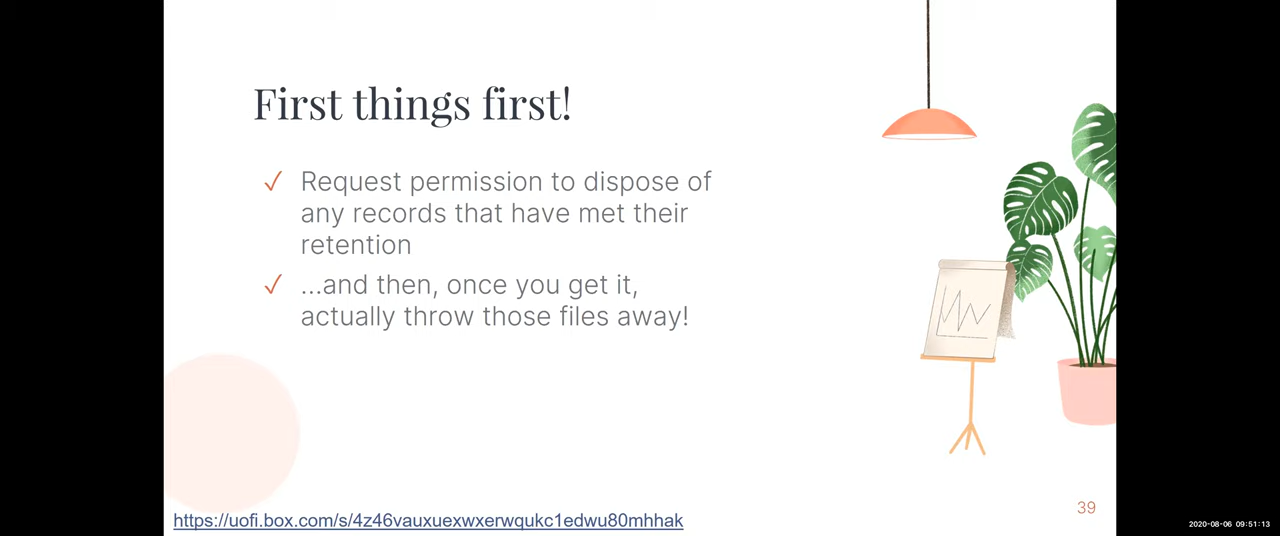 First things first!
✓ Request permission to dispose of
any records that have met their
retention
✓ ...and then, once you get it,
actually throw those files away!
https://uofi.box.com/s/4z46vauxuexwxerwqukc1edwu80mhhak
39
2020-08-06 09:51:13